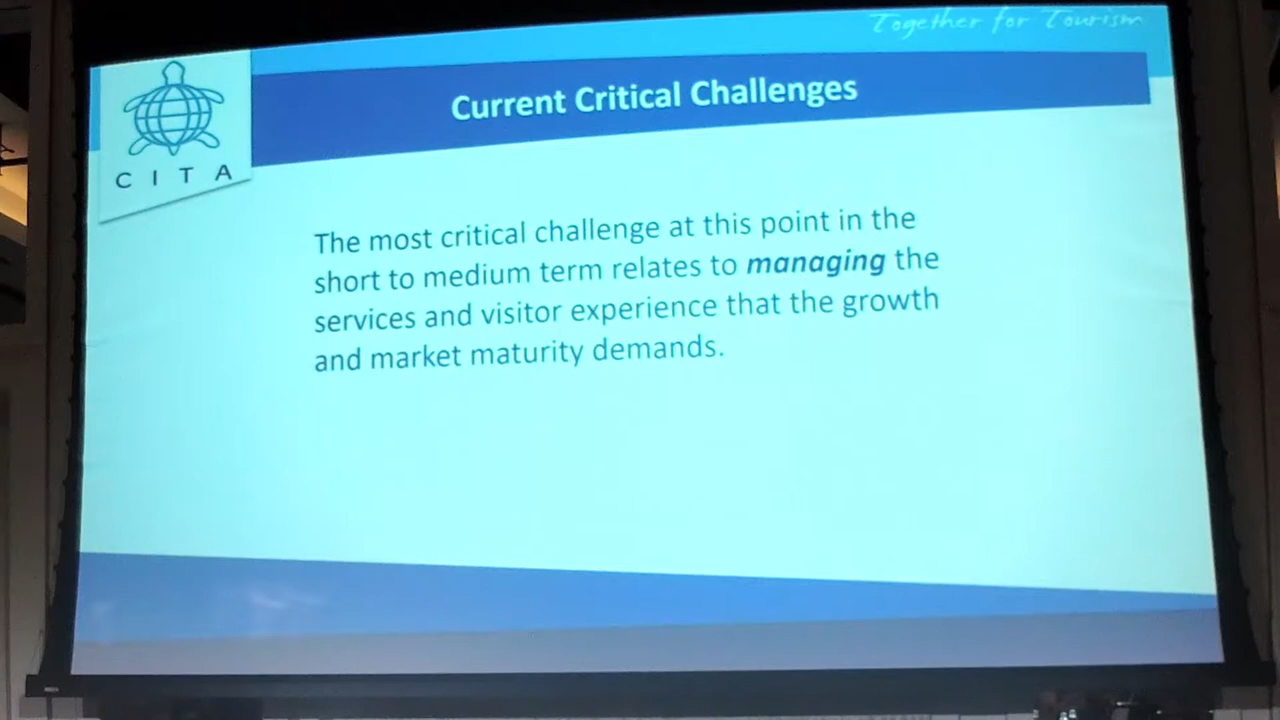 Together for Tourism
Current Critical Challenges
C I T A
The most critical challenge at this point in the
short to medium term relates to managing the
services and visitor experience that the growth
and market maturity demands.